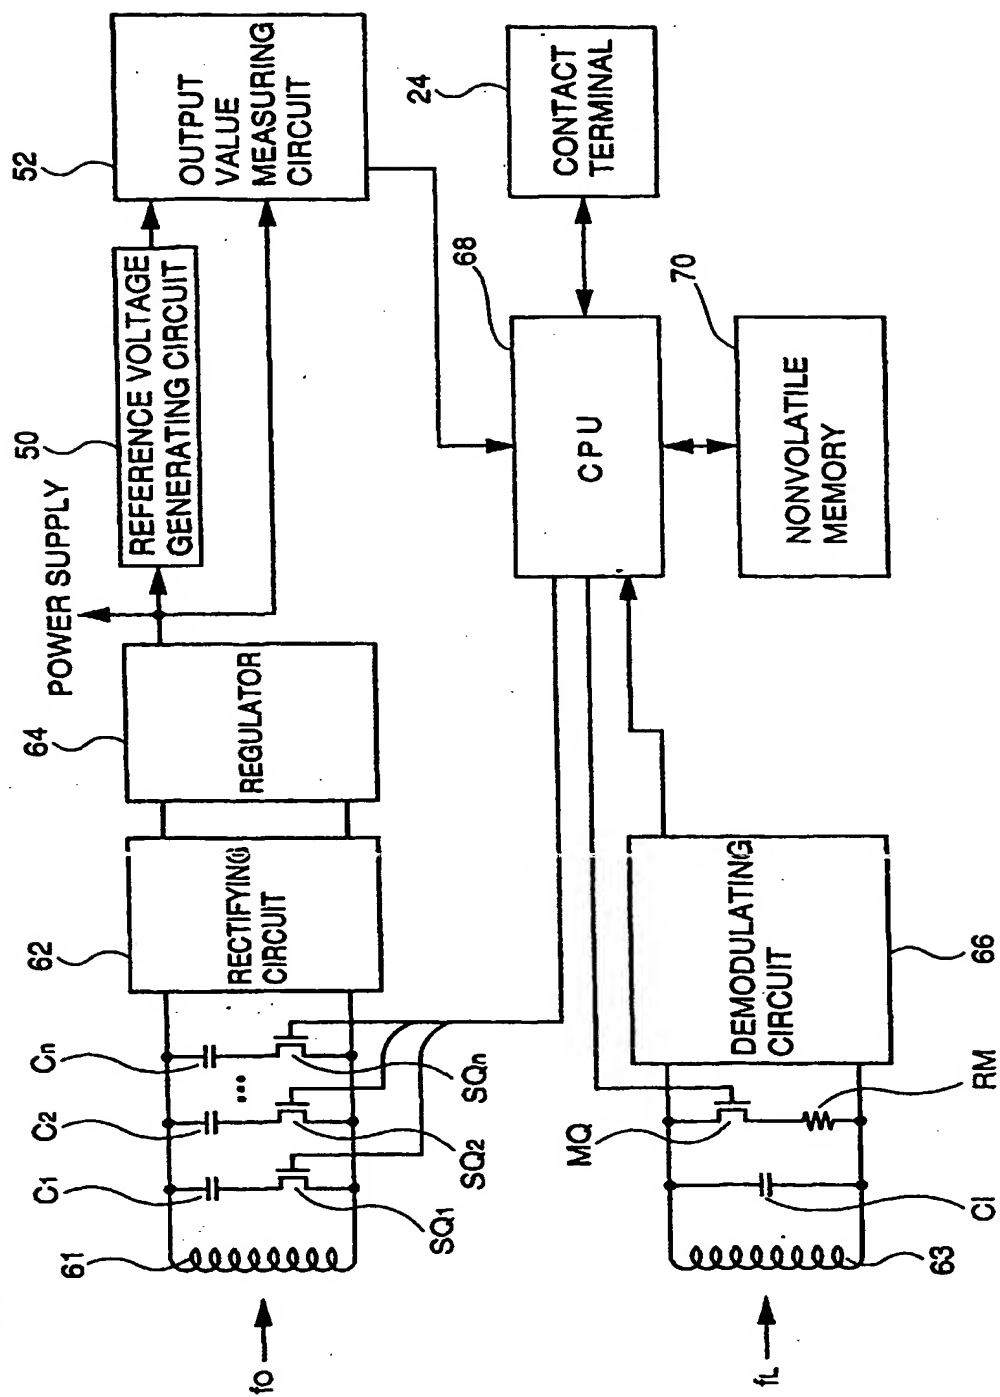 fO
61
C1
C2
Cn
...
SQ1
SQ2
SQn
62
RECTIFYING
CIRCUIT
64
REGULATOR
POWER SUPPLY
50
REFERENCE VOLTAGE
GENERATING CIRCUIT
52
OUTPUT
VALUE
MEASURING
CIRCUIT
24
CONTACT
TERMINAL
68
CPU
70
NONVOLATILE
MEMORY
fL
63
Cl
MQ
RM
DEMODULATING
CIRCUIT
66